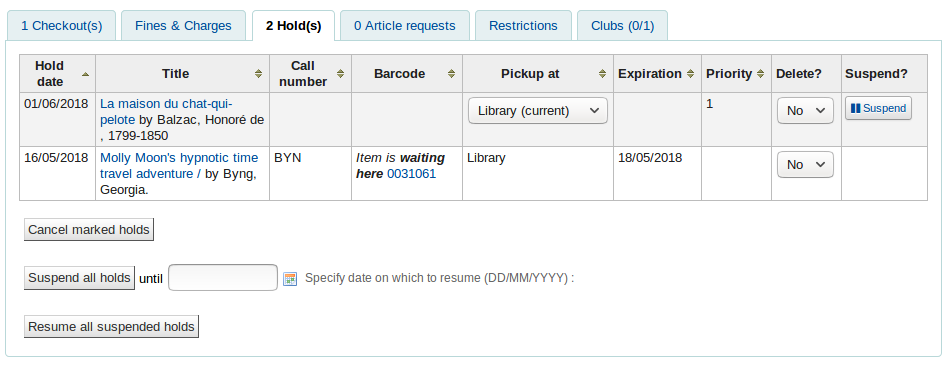 1 Checkout(s) Fines & Charges 2 Hold(s) 0 Article requests Restrictions Clubs (0/1)
Hold date Title Call number Barcode Pickup at Expiration Priority Delete? Suspend?
01/06/2018 La maison du chat-qui- Library (current) 1 No Suspend
pelote by Balzac, Honoré de
, 1799-1850
16/05/2018 Molly Moon's hypnotic time BYN Item is waiting Library 18/05/2018 No
travel adventure / by Byng, here 0031061
Georgia.
Cancel marked holds
Suspend all holds until Specify date on which to resume (DD/MM/YYYY) :
Resume all suspended holds